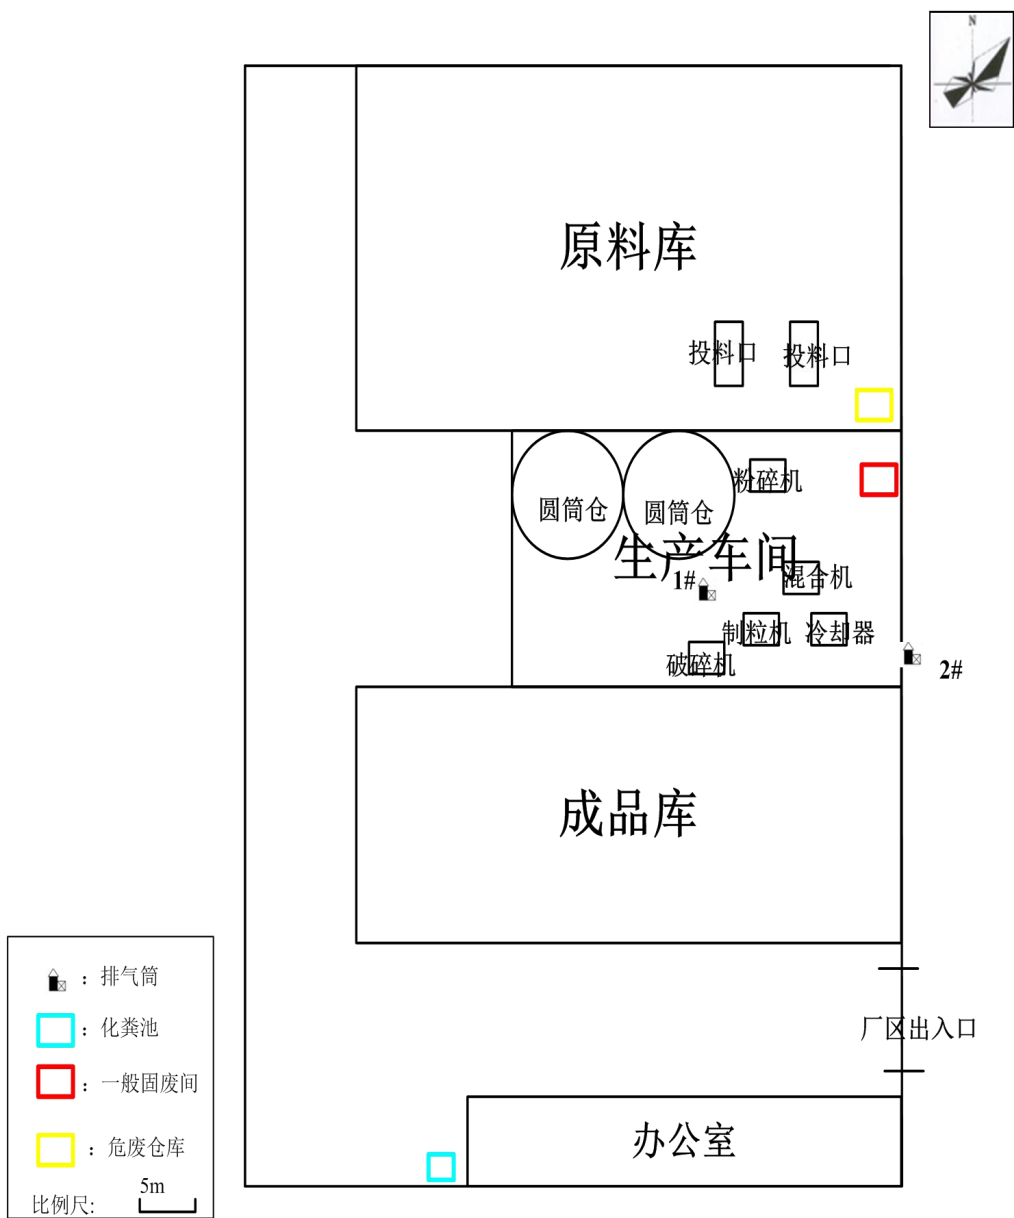 N
原料库
投料口
投料口
粉碎机
圆筒仓
圆筒仓
生产车间
混合机
1#
制粒机
冷却器
破碎机
2#
成品库
厂区出入口
办公室
：排气筒
：化粪池
：一般固废间
：危废仓库
比例尺:
5m